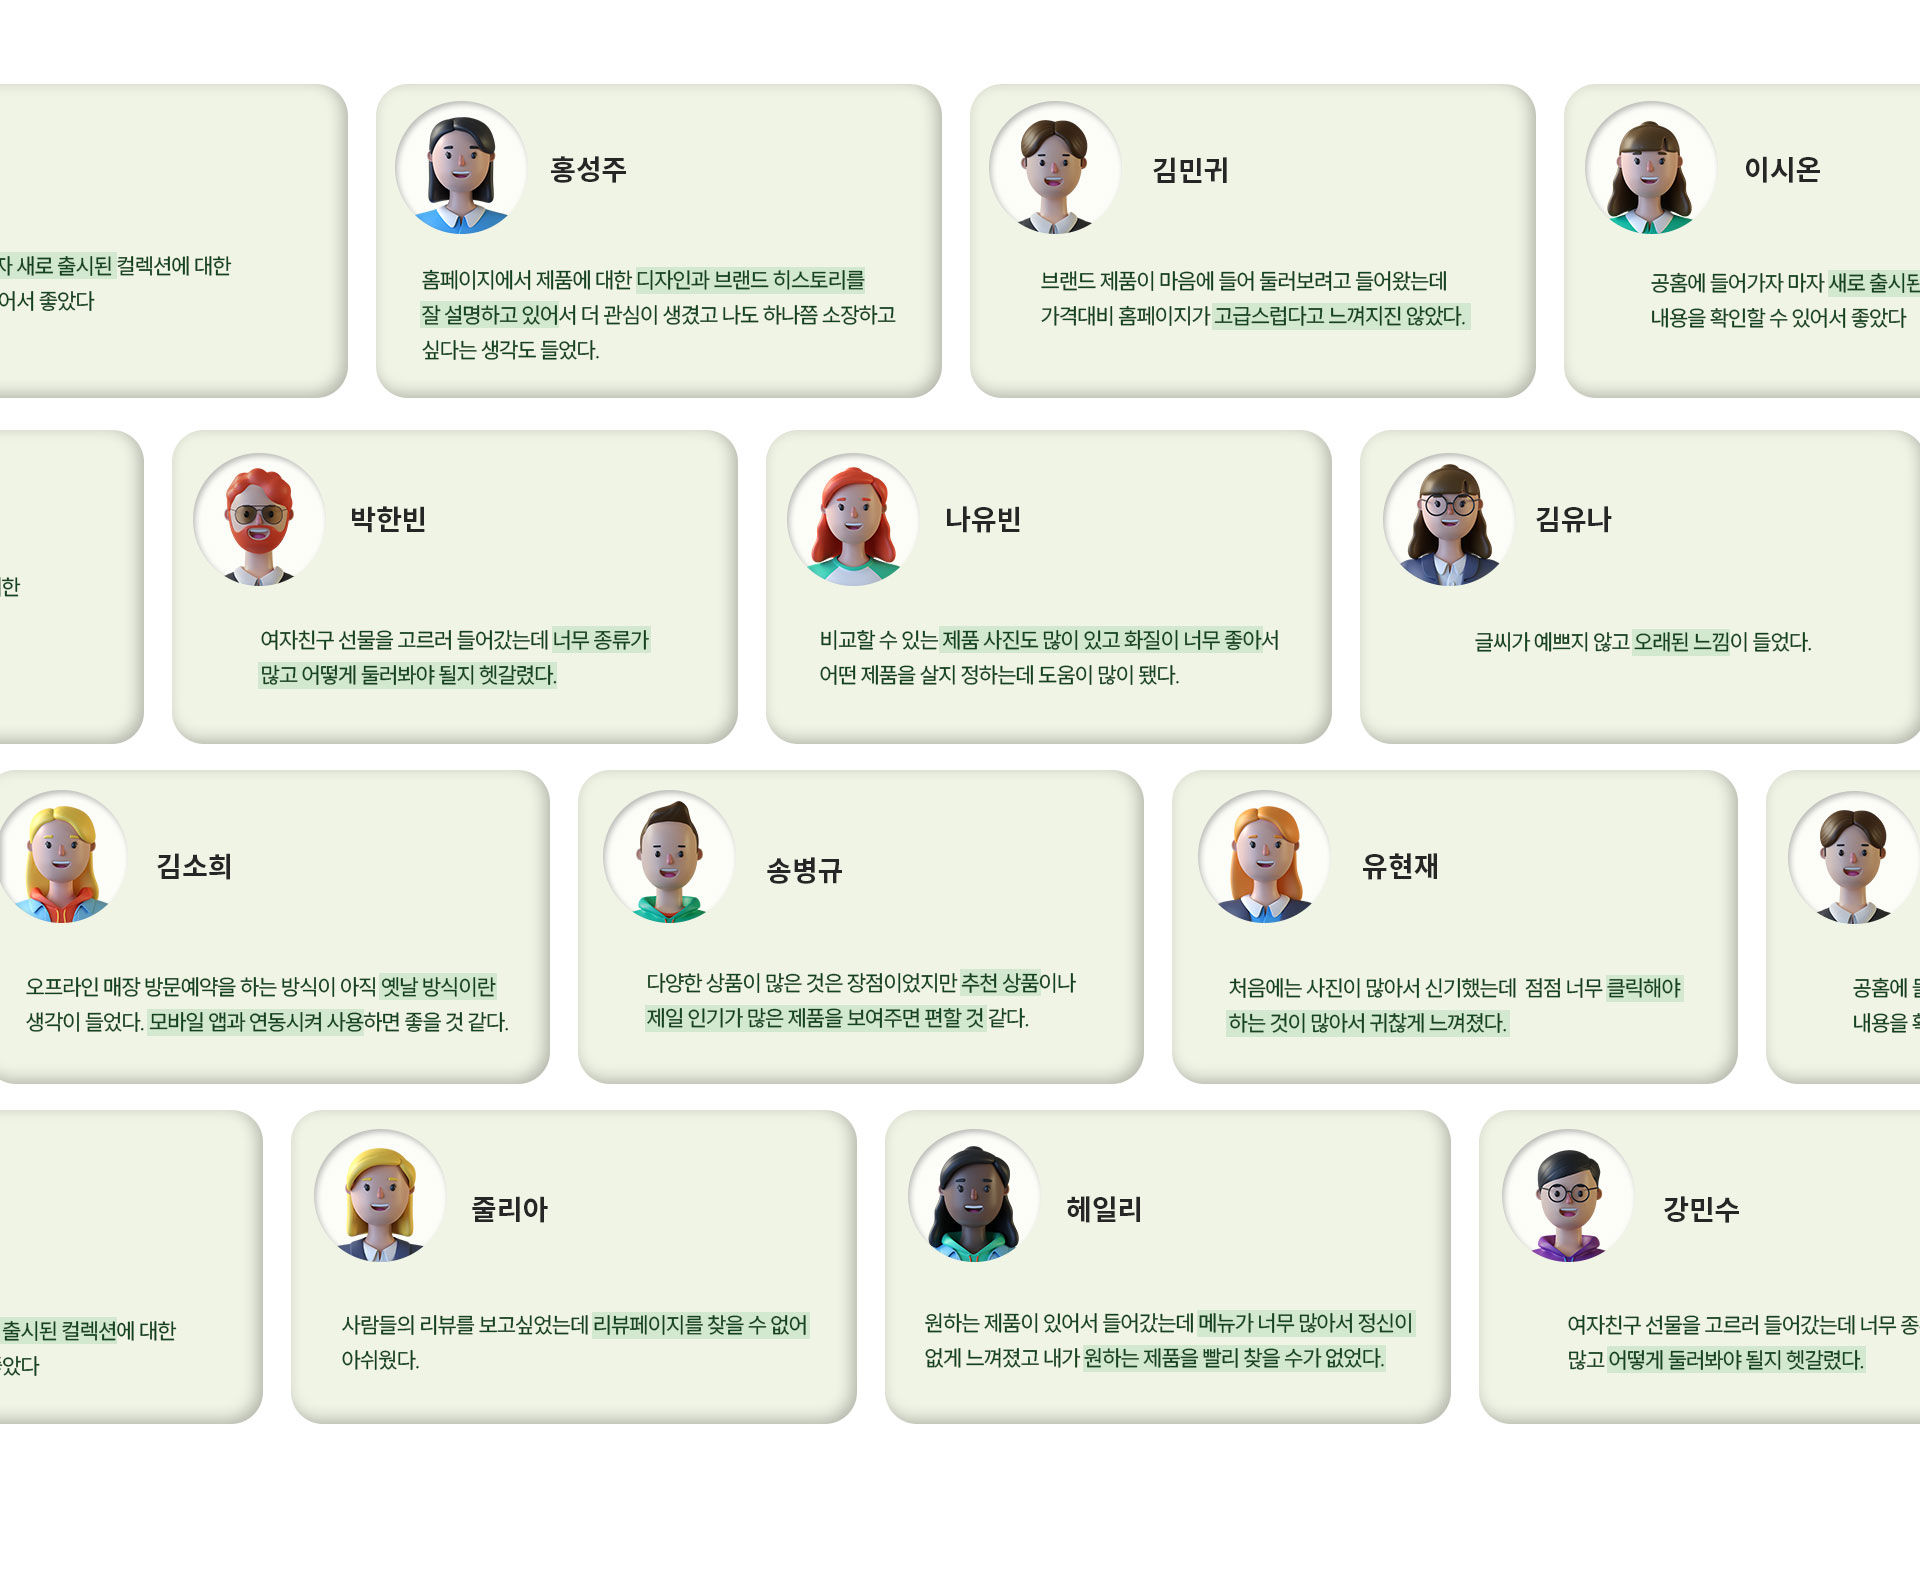 자 새로 출시된 컬렉션에 대한
어서 좋았다
홍성주
홈페이지에서 제품에 대한 디자인과 브랜드 히스토리를
잘 설명하고 있어서 더 관심이 생겼고 나도 하나쯤 소장하고
싶다는 생각도 들었다.
김민귀
브랜드 제품이 마음에 들어 둘러보려고 들어왔는데
가격대비 홈페이지가 고급스럽다고 느껴지진 않았다.
이시온
공홈에 들어가자 마자 새로 출시된
내용을 확인할 수 있어서 좋았다
한
박한빈
여자친구 선물을 고르러 들어갔는데 너무 종류가
많고 어떻게 둘러봐야 될지 헷갈렸다.
나유빈
비교할 수 있는 제품 사진도 많이 있고 화질이 너무 좋아서
어떤 제품을 살지 정하는데 도움이 많이 됐다.
김유나
글씨가 예쁘지 않고 오래된 느낌이 들었다.
김소희
오프라인 매장 방문예약을 하는 방식이 아직 옛날 방식이란
생각이 들었다. 모바일 앱과 연동시켜 사용하면 좋을 것 같다.
송병규
다양한 상품이 많은 것은 장점이었지만 추천 상품이나
제일 인기가 많은 제품을 보여주면 편할 것 같다.
유현재
처음에는 사진이 많아서 신기했는데 점점 너무 클릭해야
하는 것이 많아서 귀찮게 느껴졌다.
공홈에
내용을
출시된 컬렉션에 대한
좋았다
줄리아
사람들의 리뷰를 보고싶었는데 리뷰페이지를 찾을 수 없어
아쉬웠다.
헤일리
원하는 제품이 있어서 들어갔는데 메뉴가 너무 많아서 정신이
없게 느껴졌고 내가 원하는 제품을 빨리 찾을 수가 없었다.
강민수
여자친구 선물을 고르러 들어갔는데 너무 종
많고 어떻게 둘러봐야 될지 헷갈렸다.